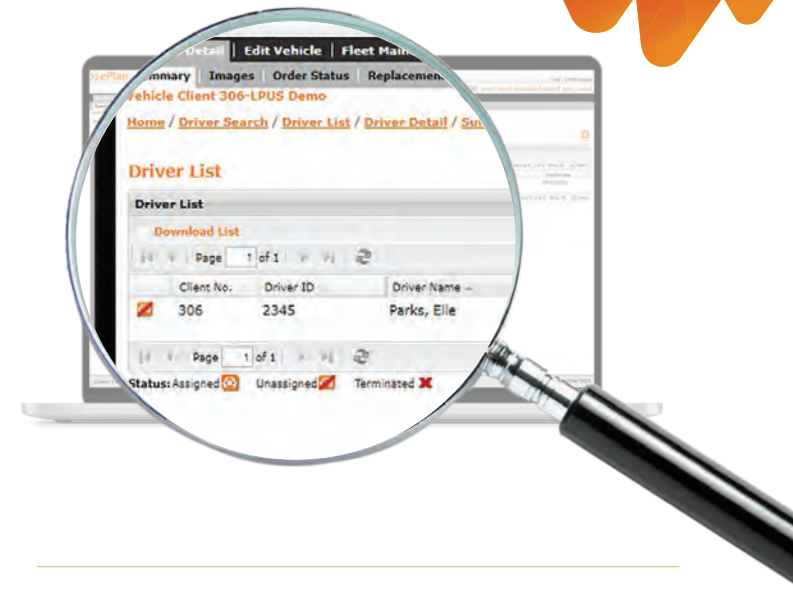 Detail | Edit Vehicle | Fleet Main
ePlan
mmary | Images | Order Status | Replacemen
Vehicle Client 306-LPUS Demo
Home / Driver Search / Driver List / Driver Detail / Su
Driver List
Driver List
Download List
Page 1 of 1
Client No. Driver ID Driver Name
306 2345 Parks, Elle
Page 1 of 1
Status: Assigned Unassigned Terminated